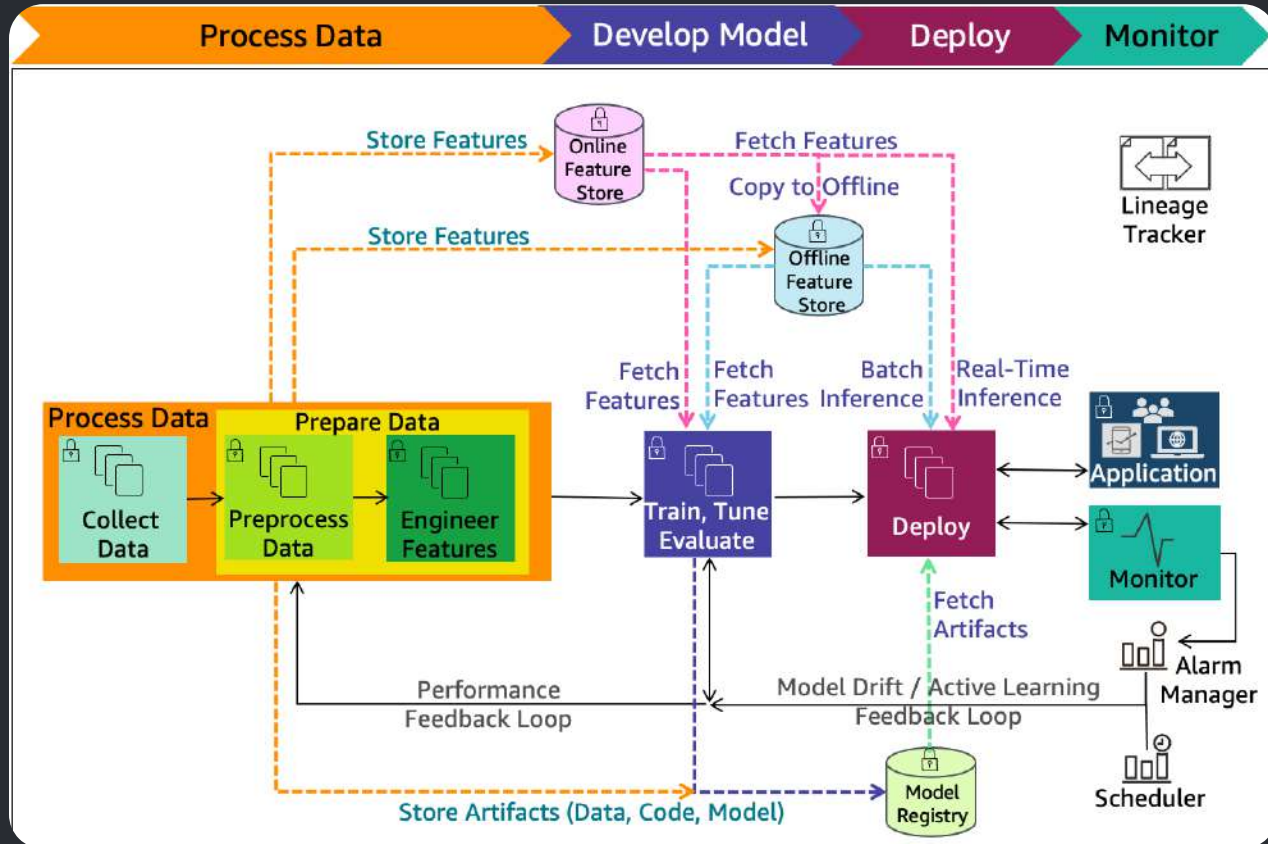 Process Data
Develop Model
Deploy
Monitor
Store Features
Online
Feature
Store
Fetch Features
Copy to Offline
Lineage
Tracker
Store Features
Offline
Feature
Store
Fetch
Features
Fetch
Features
Batch
Inference
Real-Time
Inference
Process Data
Prepare Data
Collect
Data
Preprocess
Data
Engineer
Features
Train, Tune
Evaluate
Deploy
Application
Monitor
Fetch
Artifacts
Alarm
Manager
Performance
Feedback Loop
Model Drift / Active Learning
Feedback Loop
Model
Registry
Scheduler
Store Artifacts (Data, Code, Model)